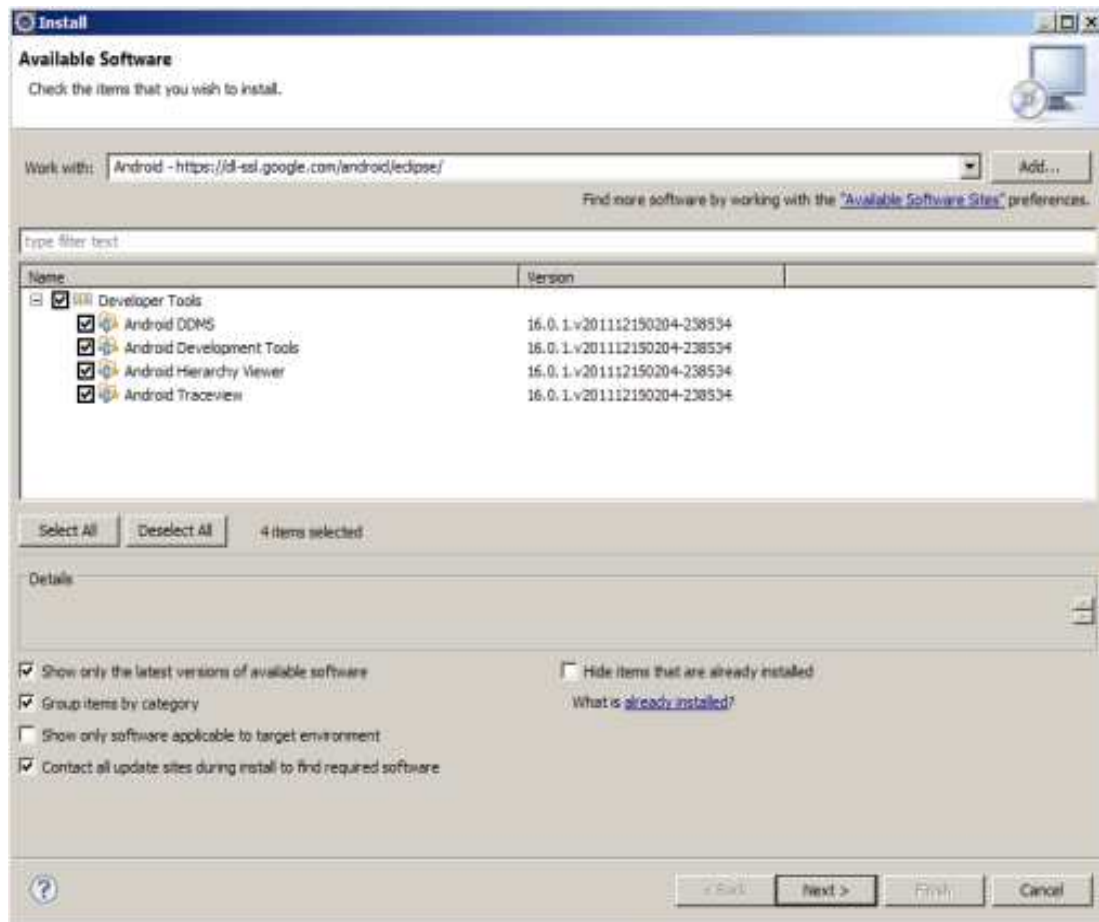 Install
Available Software
Check the items that you wish to install.
Work with: Android - https://dl-ssl.google.com/android/eclipse/ Add...
Find more software by working with the "Available Software Sites" preferences.
type filter text
Name Version
Developer Tools
Android DDMS 16.0.1.v201112150204-238534
Android Development Tools 16.0.1.v201112150204-238534
Android Hierarchy Viewer 16.0.1.v201112150204-238534
Android Traceview 16.0.1.v201112150204-238534
Select All Deselect All 4 items selected
Details
Show only the latest versions of available software Hide items that are already installed
Group items by category What is already installed?
Show only software applicable to target environment
Contact all update sites during install to find required software
? < Back Next > Finish Cancel